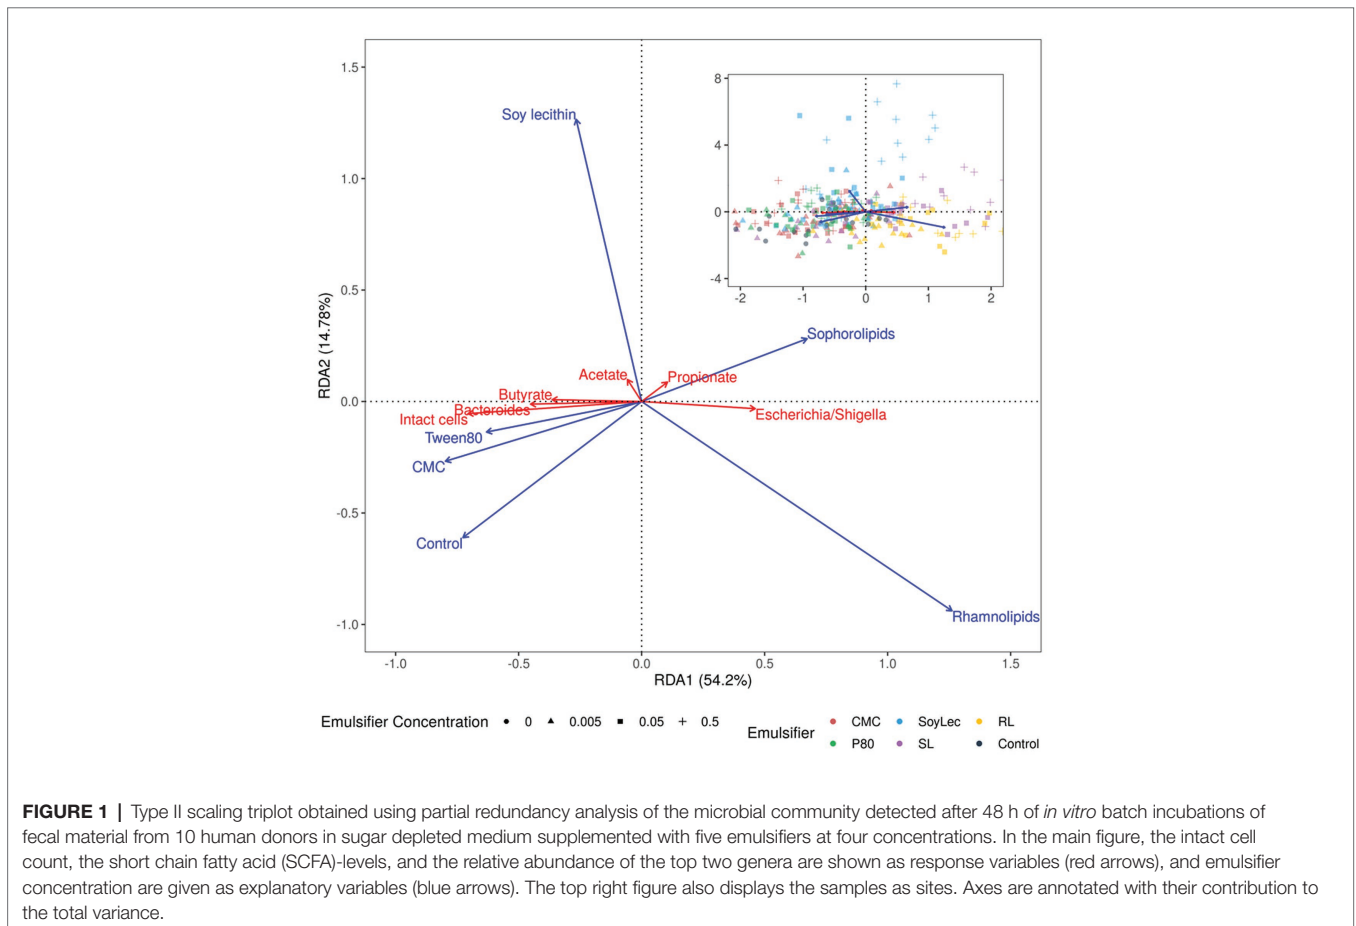 1.5
1.0
0.5
0.0
-0.5
-1.0
RDA2 (14.78%)
-1.0
-0.5
0.0
0.5
1.0
1.5
RDA1 (54.2%)
Soy lecithin
Sophorolipids
Acetate
Propionate
Butyrate
Bacteroides
Intact cells
Escherichia/Shigella
Tween80
CMC
Control
Rhamnolipids
8
4
0
-4
-2
-1
0
1
2
Emulsifier Concentration 0 0.005 0.05 0.5
Emulsifier
CMC SoyLec RL
P80 SL Control
FIGURE 1 | Type II scaling triplot obtained using partial redundancy analysis of the microbial community detected after 48 h of in vitro batch incubations of
fecal material from 10 human donors in sugar depleted medium supplemented with five emulsifiers at four concentrations. In the main figure, the intact cell
count, the short chain fatty acid (SCFA)-levels, and the relative abundance of the top two genera are shown as response variables (red arrows), and emulsifier
concentration are given as explanatory variables (blue arrows). The top right figure also displays the samples as sites. Axes are annotated with their contribution to
the total variance.